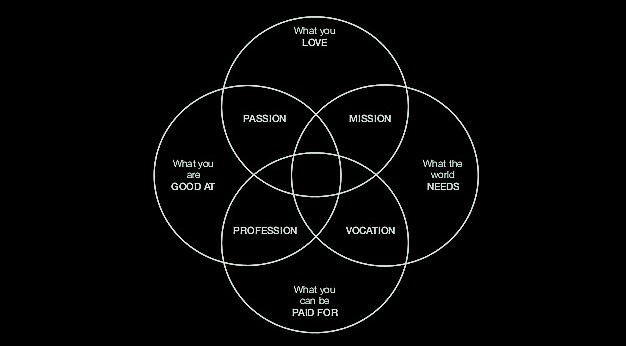 What you
LOVE
PASSION
MISSION
What you
are
GOOD AT
What the
world
NEEDS
PROFESSION
VOCATION
What you
can be
PAID FOR